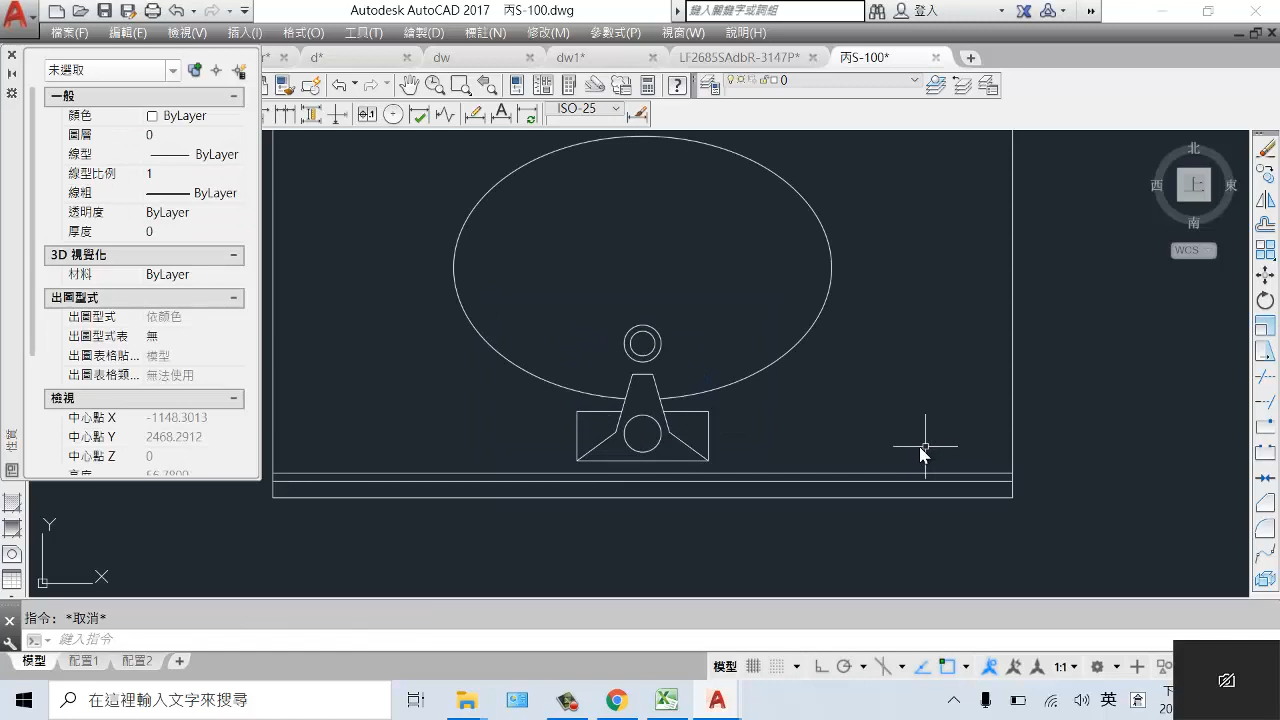 Autodesk AutoCAD 2017 丙S-100.dwg
鍵入關鍵字或詞組
登入
檔案(F) 編輯(E) 檢視(V) 插入(I) 格式(O) 工具(T) 繪製(D) 標註(N) 修改(M) 參數式(P) 視窗(W) 說明(H)
d* dw dw1* LF2685SAdbR-3147P* 丙S-100*
未選取
0
ISO-25
一般
顏色 ByLayer
圖層 0
線型 ByLayer
線型比例 1
線粗 ByLayer
透明度 ByLayer
厚度 0
3D 視覺化
材料 ByLayer
出圖型式
出圖型式 依顏色
出圖型式表 無
出圖表格貼... 模型
出圖表格類... 無法使用
檢視
中心點 X -1148.3013
中心點 Y 2468.2912
中心點 Z 0
高度 56.7800
北
西 上 東
南
WCS
Y
X
指令: *取消*
鍵入指令
模型 配置1 配置2
模型 1:1
在這裡輸入文字來搜尋
英
下
20